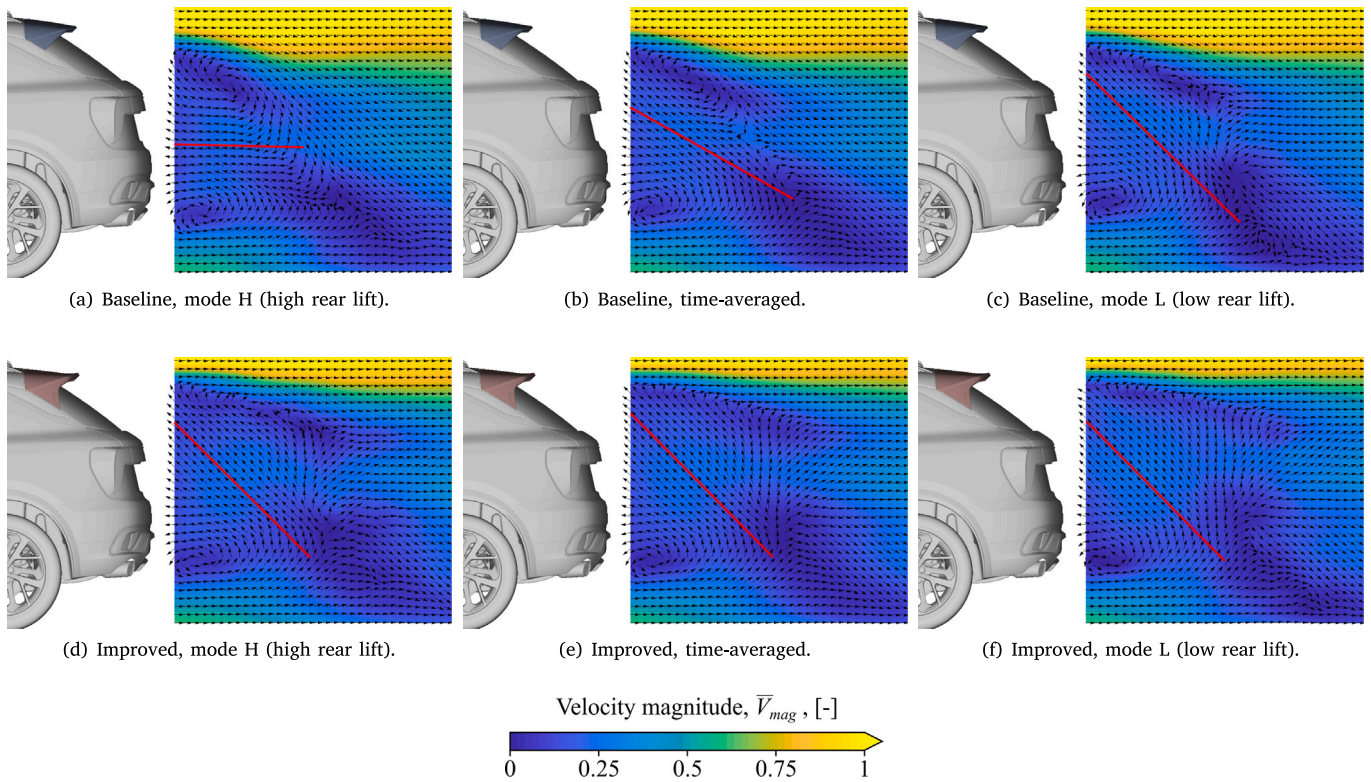 (a) Baseline, mode H (high rear lift).
(b) Baseline, time-averaged.
(c) Baseline, mode L (low rear lift).
(d) Improved, mode H (high rear lift).
(e) Improved, time-averaged.
(f) Improved, mode L (low rear lift).
Velocity magnitude, V̅mag , [-]
0 0.25 0.5 0.75 1